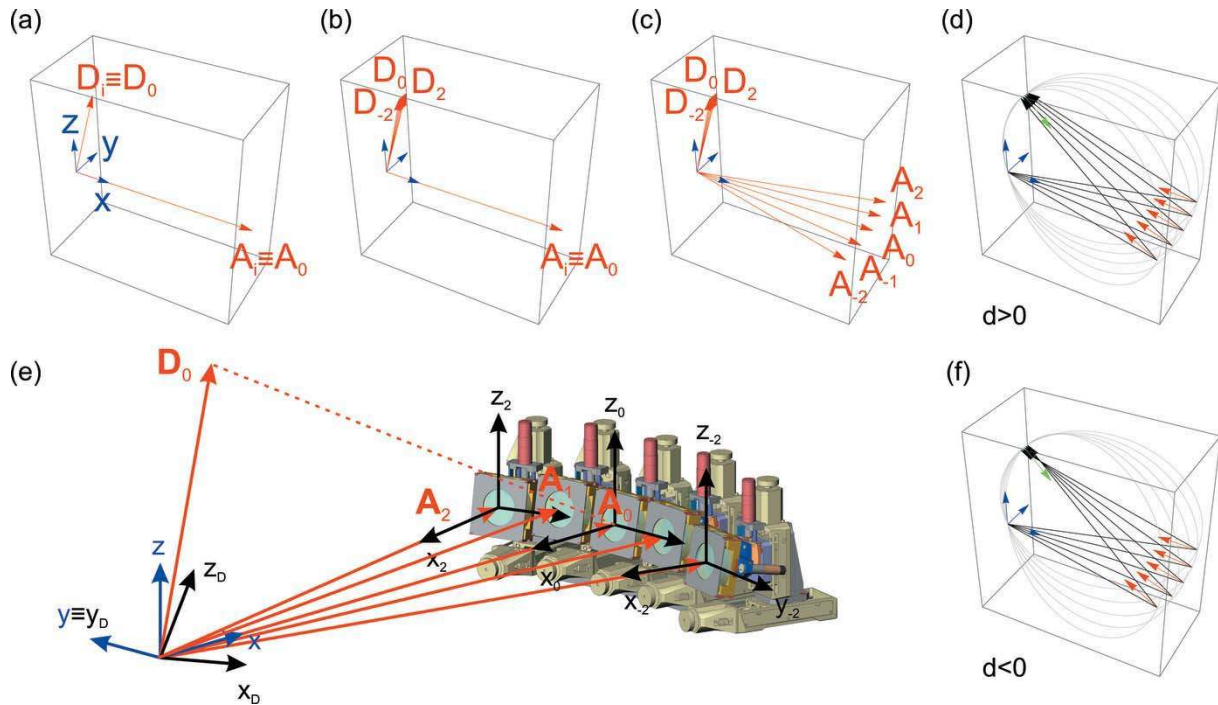 (a)
D_i≡D_0
z
y
x
A_i≡A_0
(b)
D_0 D_2
D_-2
A_i≡A_0
(c)
D_0 D_2
D_-2
A_2
A_1
A_0
A_-1
A_-2
(d)
d>0
(e)
D_0
z_2
z_0
z_-2
A_2
A_1
A_0
x_2
x_0
x_-2
y_-2
z
z_D
y≡y_D
x
x_D
(f)
d<0